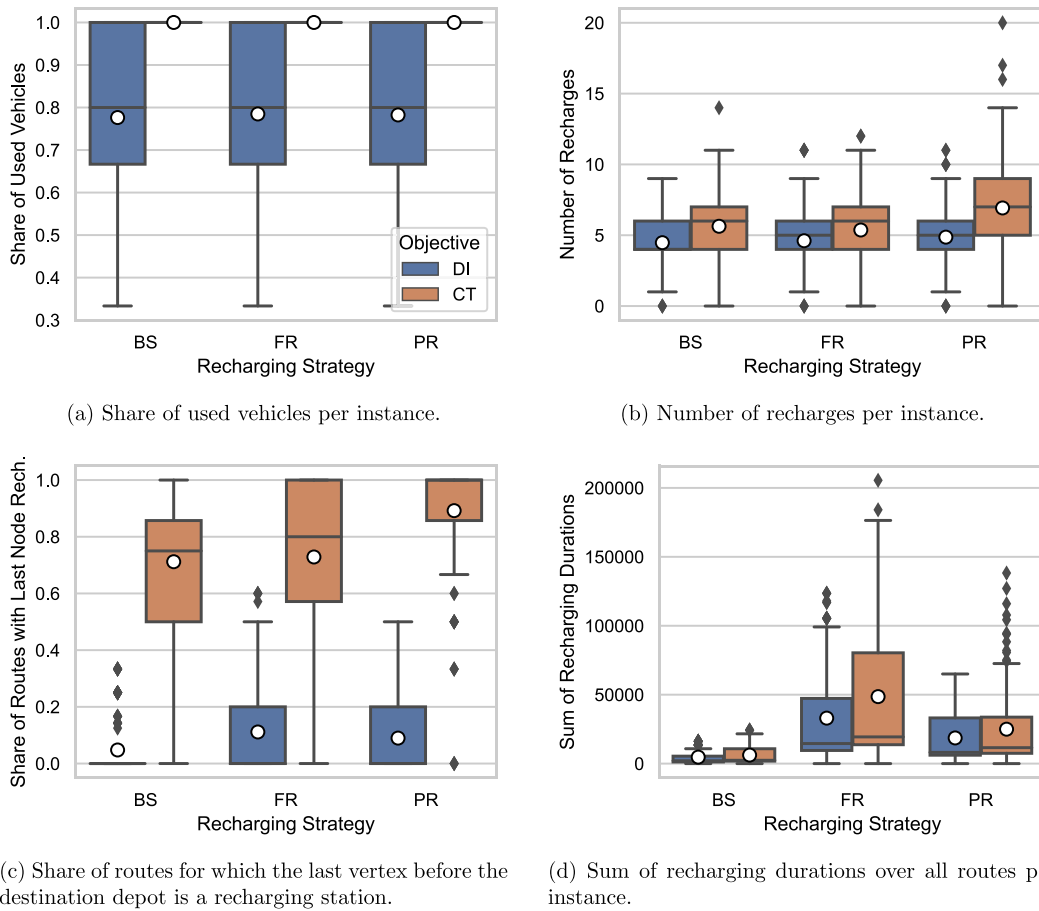 1.0
0.9
0.8
0.7
0.6
0.5
0.4
0.3
Share of Used Vehicles
Objective
DI
CT
BS
FR
PR
Recharging Strategy
(a) Share of used vehicles per instance.
20
15
10
5
0
Number of Recharges
BS
FR
PR
Recharging Strategy
(b) Number of recharges per instance.
1.0
0.8
0.6
0.4
0.2
0.0
Share of Routes with Last Node Rech.
BS
FR
PR
Recharging Strategy
(c) Share of routes for which the last vertex before the
destination depot is a recharging station.
200000
150000
100000
50000
0
Sum of Recharging Durations
BS
FR
PR
Recharging Strategy
(d) Sum of recharging durations over all routes p
instance.